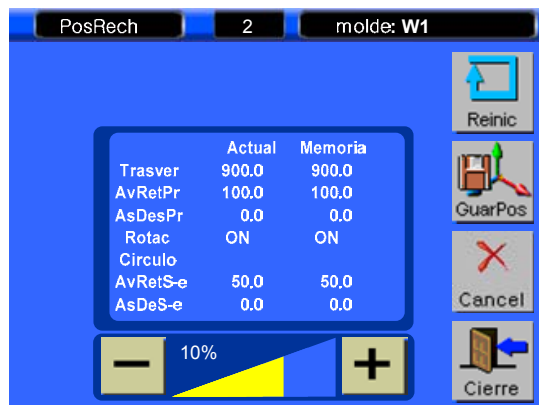 PosRech 2 molde: W1
Reinic
Actual Memoria
Trasver 900.0 900.0
AvRetPr 100.0 100.0
GuarPos
AsDesPr 0.0 0.0
Rotac ON ON
Circulo
AvRetS-e 50.0 50.0
AsDeS-e 0.0 0.0
Cancel
10%
− +
Cierre